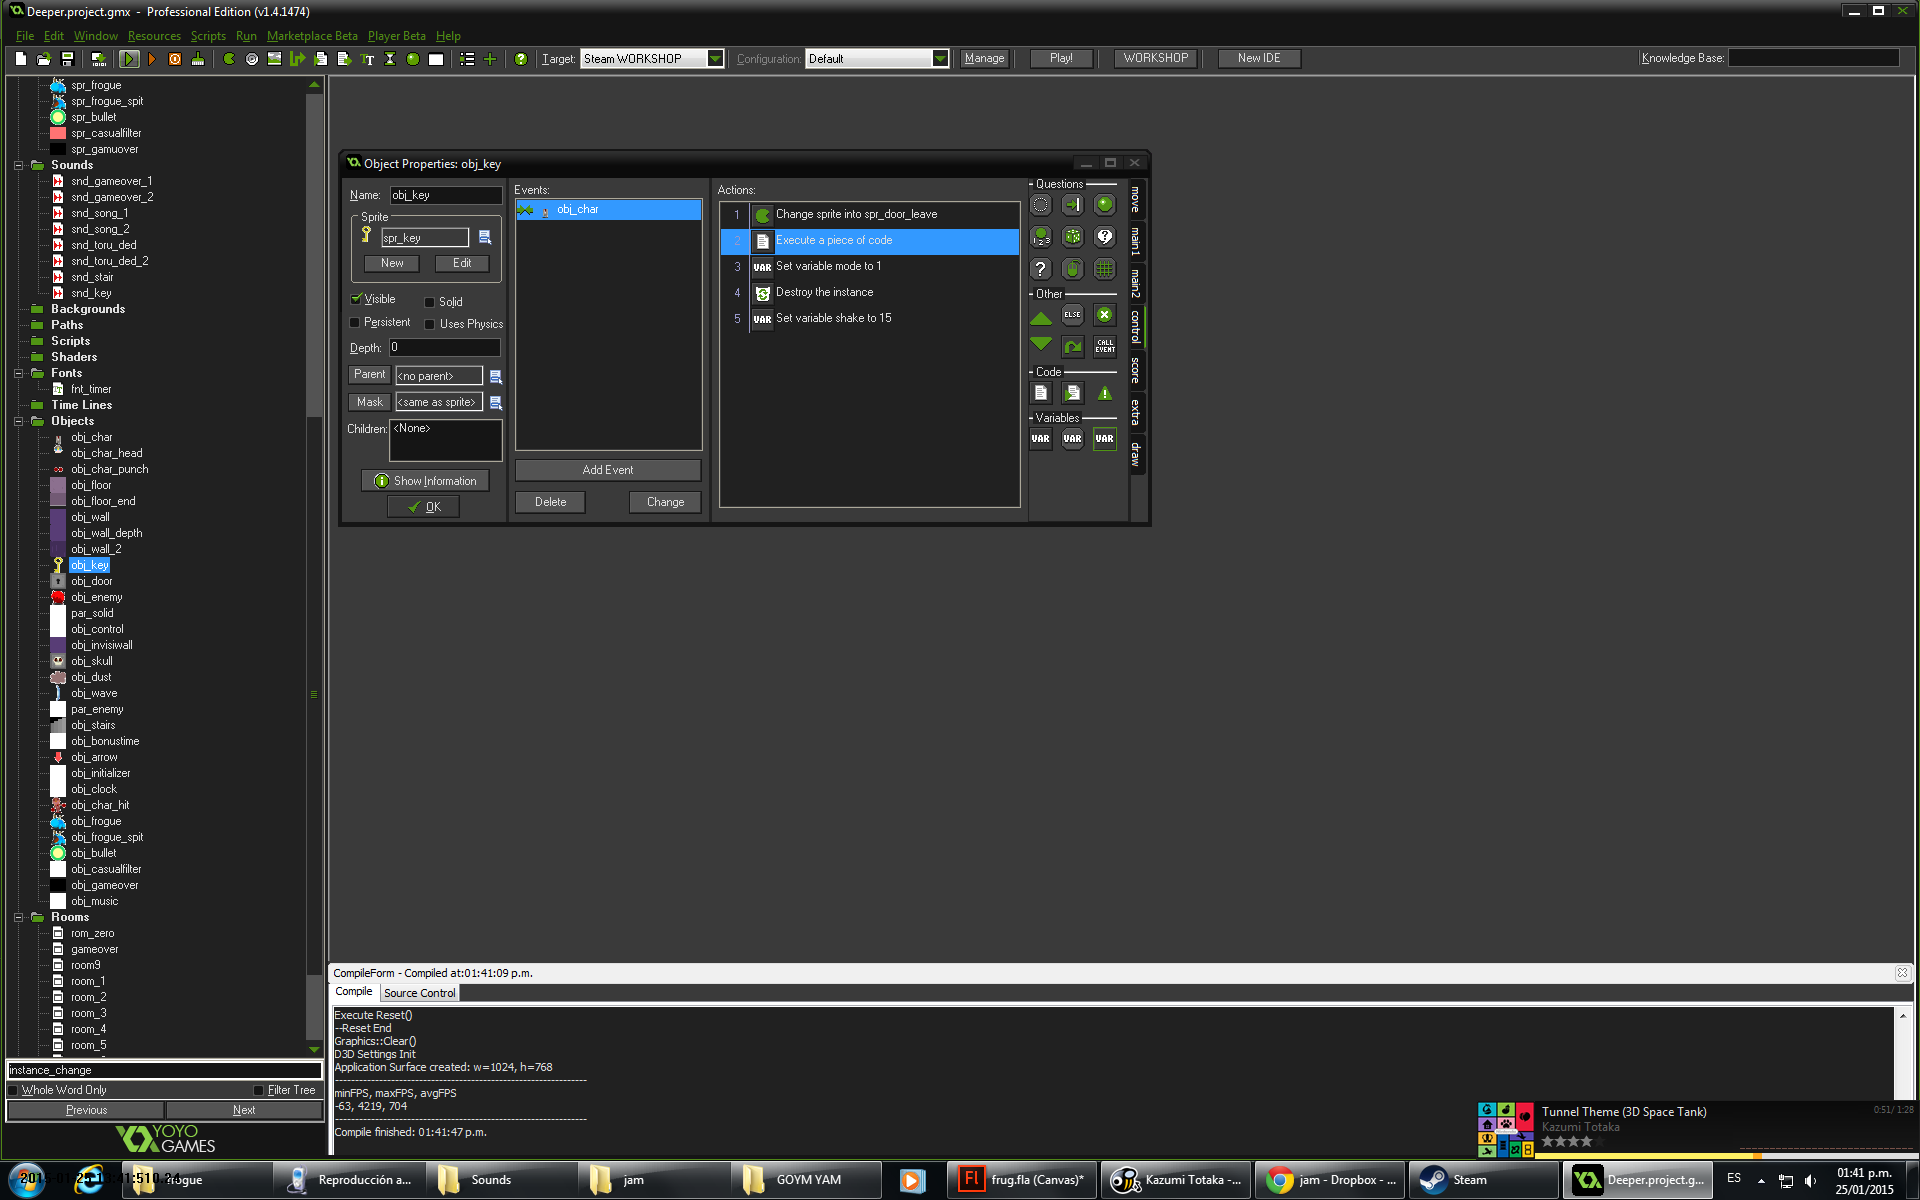 Deeper.project.gmx - Professional Edition (v1.4.1474)
File Edit Window Resources Scripts Run Marketplace Beta Player Beta Help
Target: Steam WORKSHOP Configuration: Default Manage Play! WORKSHOP New IDE Knowledge Base:
spr_frogue
spr_frogue_spit
spr_bullet
spr_casualfilter
spr_gamuover
Sounds
snd_gameover_1
snd_gameover_2
snd_song_1
snd_song_2
snd_toru_ded
snd_toru_ded_2
snd_stair
snd_key
Backgrounds
Paths
Scripts
Shaders
Fonts
fnt_timer
Time Lines
Objects
obj_char
obj_char_head
obj_char_punch
obj_floor
obj_floor_end
obj_wall
obj_wall_depth
obj_wall_2
obj_key
obj_door
obj_enemy
par_solid
obj_control
obj_invisiwall
obj_skull
obj_dust
obj_wave
par_enemy
obj_stairs
obj_bonustime
obj_arrow
obj_initializer
obj_clock
obj_char_hit
obj_frogue
obj_frogue_spit
obj_bullet
obj_casualfilter
obj_gameover
obj_music
Rooms
rom_zero
gameover
room9
room_1
room_2
room_3
room_4
room_5
instance_change
Whole Word Only Filter Tree
Previous Next
YOYO
GAMES
Object Properties: obj_key
Name: obj_key
Sprite
spr_key
New Edit
Visible Solid
Persistent Uses Physics
Depth: 0
Parent <no parent>
Mask <same as sprite>
Children: <None>
Show Information
OK
Events:
obj_char
Add Event
Delete Change
Actions:
1 Change sprite into spr_door_leave
2 Execute a piece of code
3 VAR Set variable mode to 1
4 Destroy the instance
5 VAR Set variable shake to 15
Questions
Other
ELSE
CALL EVENT
Code
Variables
VAR VAR VAR
move
main1
main2
control
score
extra
draw
CompileForm - Compiled at:01:41:09 p.m.
Compile Source Control
Execute Reset()
--Reset End
Graphics::Clear()
D3D Settings Init
Application Surface created: w=1024, h=768
minFPS, maxFPS, avgFPS
-63, 4219, 704
Compile finished: 01:41:47 p.m.
Tunnel Theme (3D Space Tank) 0:51/ 1:28
Kazumi Totaka
Reproducción a...
Sounds
jam
GOYM YAM
Fl frug.fla (Canvas)*
Kazumi Totaka -...
jam - Dropbox - ...
Steam
Deeper.project.g...
ES
01:41 p.m.
25/01/2015